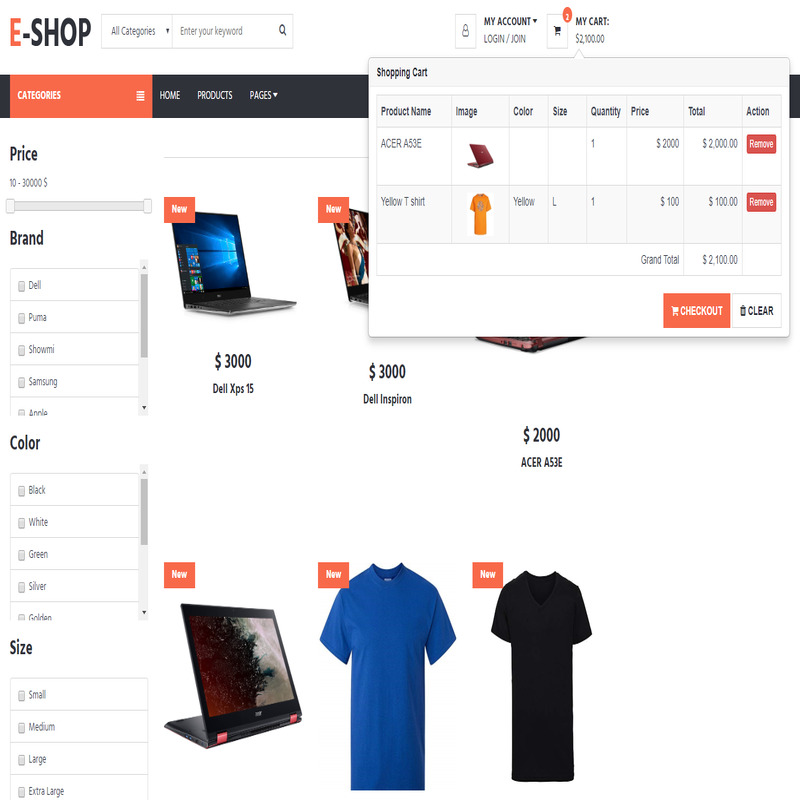 E-SHOP
All Categories
Enter your keyword
MY ACCOUNT
LOGIN / JOIN
2
MY CART:
$2,100.00
CATEGORIES
HOME
PRODUCTS
PAGES
Shopping Cart
Product Name Image Color Size Quantity Price Total Action
ACER A53E 1 $ 2000 $ 2,000.00 Remove
Yellow T shirt Yellow L 1 $ 100 $ 100.00 Remove
Grand Total $ 2,100.00
CHECKOUT
CLEAR
Price
10 - 30000 $
Brand
Dell
Puma
Showmi
Samsung
Apple
Color
Black
White
Green
Silver
Golden
Size
Small
Medium
Large
Extra Large
New
$ 3000
Dell Xps 15
New
$ 3000
Dell Inspiron
$ 2000
ACER A53E
New
New
New